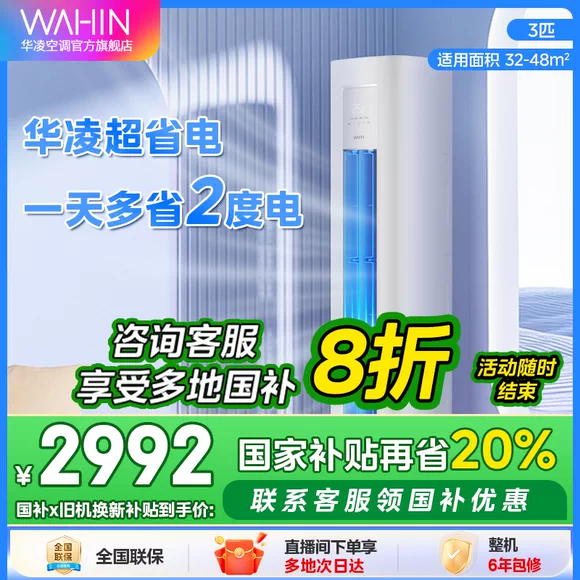 WAHIN
华凌空调官方旗舰店
3匹
适用面积 32-48m²
WAHIN
华凌超省电
一天多省2度电
咨询客服
享受多地国补
8折
活动随时
结束
¥2992
国补x旧机换新补贴到手价:
国家补贴再省20%
联系客服领国补优惠
全国联保
全国联保
直播间下单享
多地次日达
整机
6年包修